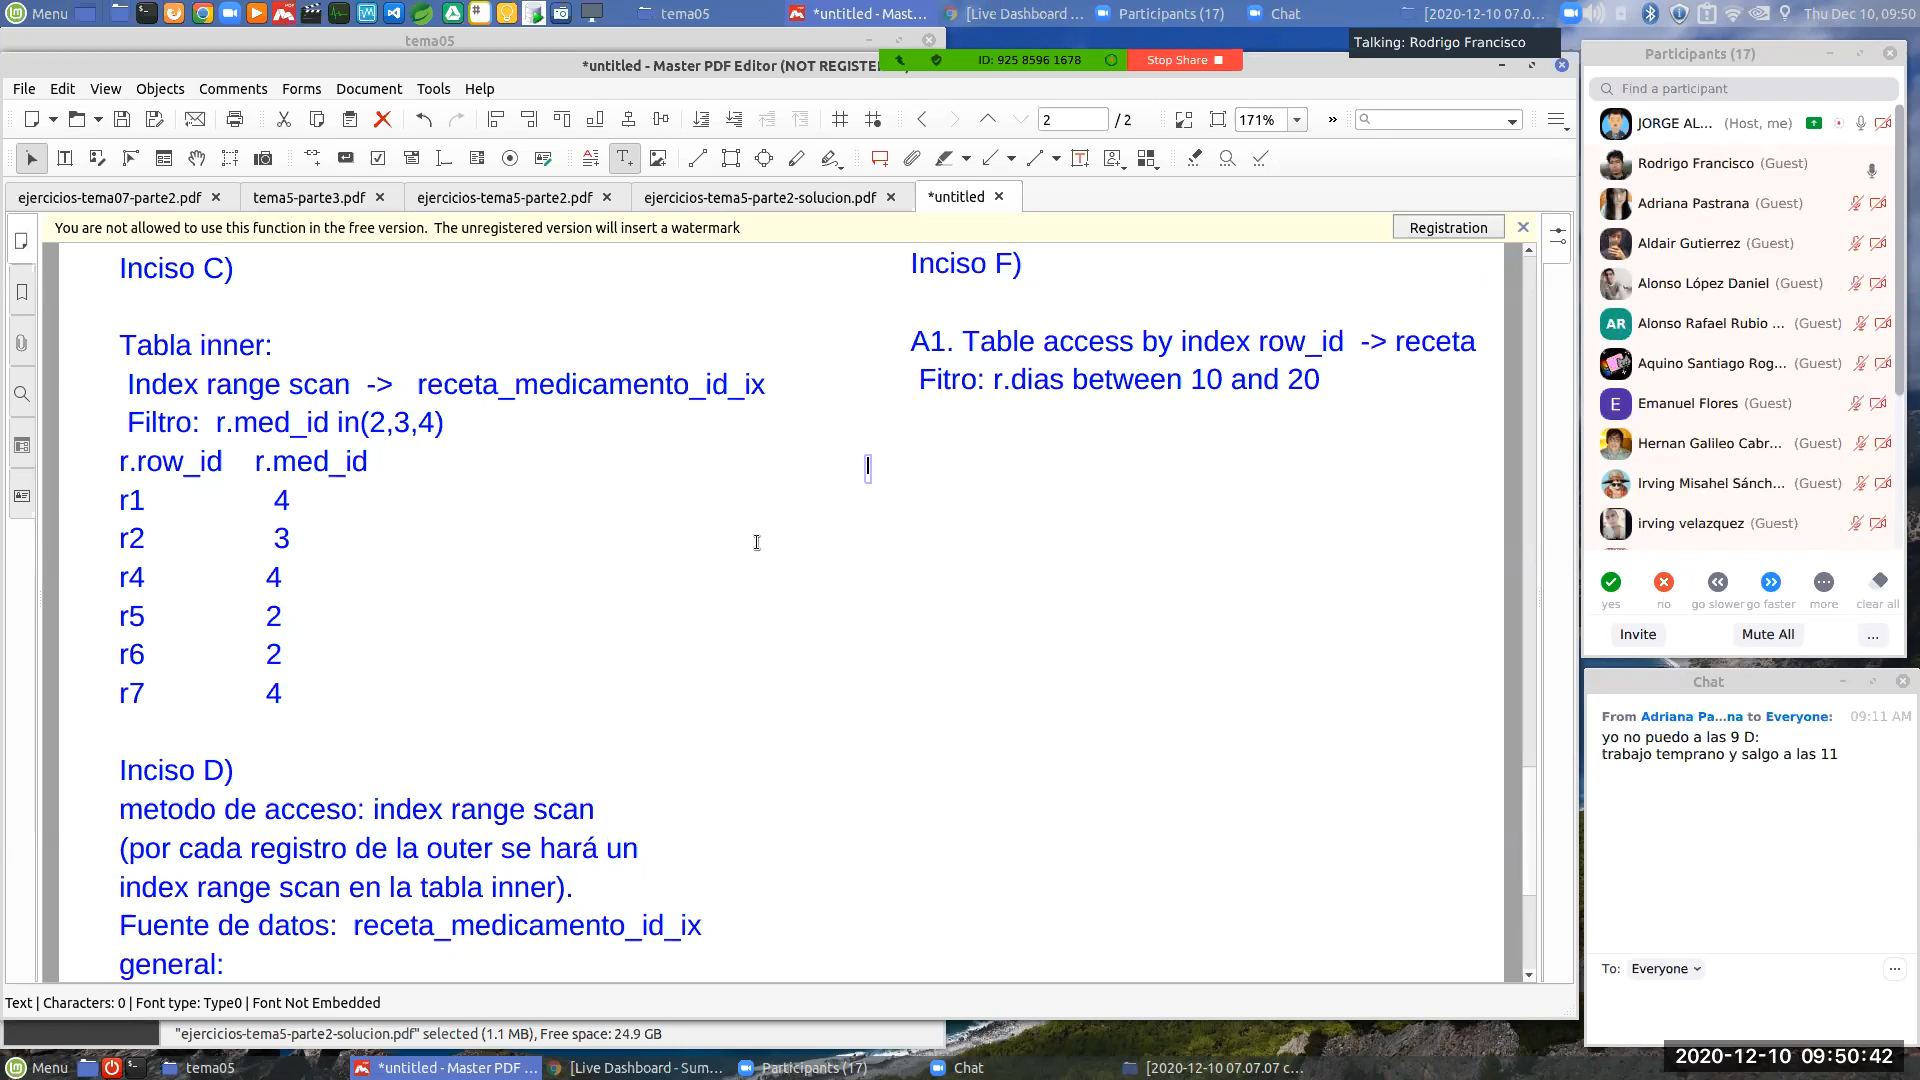 Menu
tema05
*untitled - Mast...
[Live Dashboard ...
Participants (17)
Chat
[2020-12-10 07.0...
Thu Dec 10, 09:50
tema05
Talking: Rodrigo Francisco
*untitled - Master PDF Editor (NOT REGISTE
ID: 925 8596 1678
Stop Share
File Edit View Objects Comments Forms Document Tools Help
2 / 2
171%
ejercicios-tema07-parte2.pdf
tema5-parte3.pdf
ejercicios-tema5-parte2.pdf
ejercicios-tema5-parte2-solucion.pdf
*untitled
You are not allowed to use this function in the free version. The unregistered version will insert a watermark
Registration
Inciso C)
Tabla inner:
Index range scan -> receta_medicamento_id_ix
Filtro: r.med_id in(2,3,4)
r.row_id r.med_id
r1 4
r2 3
r4 4
r5 2
r6 2
r7 4
Inciso D)
metodo de acceso: index range scan
(por cada registro de la outer se hará un
index range scan en la tabla inner).
Fuente de datos: receta_medicamento_id_ix
general:
Inciso F)
A1. Table access by index row_id -> receta
Fitro: r.dias between 10 and 20
Text | Characters: 0 | Font type: Type0 | Font Not Embedded
"ejercicios-tema5-parte2-solucion.pdf" selected (1.1 MB), Free space: 24.9 GB
Participants (17)
Find a participant
JORGE AL... (Host, me)
Rodrigo Francisco (Guest)
Adriana Pastrana (Guest)
Aldair Gutierrez (Guest)
Alonso López Daniel (Guest)
AR Alonso Rafael Rubio ... (Guest)
Aquino Santiago Rog... (Guest)
E Emanuel Flores (Guest)
Hernan Galileo Cabr... (Guest)
Irving Misahel Sánch... (Guest)
irving velazquez (Guest)
yes no go slower go faster more clear all
Invite Mute All ...
Chat
From Adriana Pa...na to Everyone: 09:11 AM
yo no puedo a las 9 D:
trabajo temprano y salgo a las 11
To: Everyone
2020-12-10 09:50:42
Menu
tema05
*untitled - Master PDF ...
[Live Dashboard - Sum...
Participants (17)
Chat
[2020-12-10 07.07.07 c...